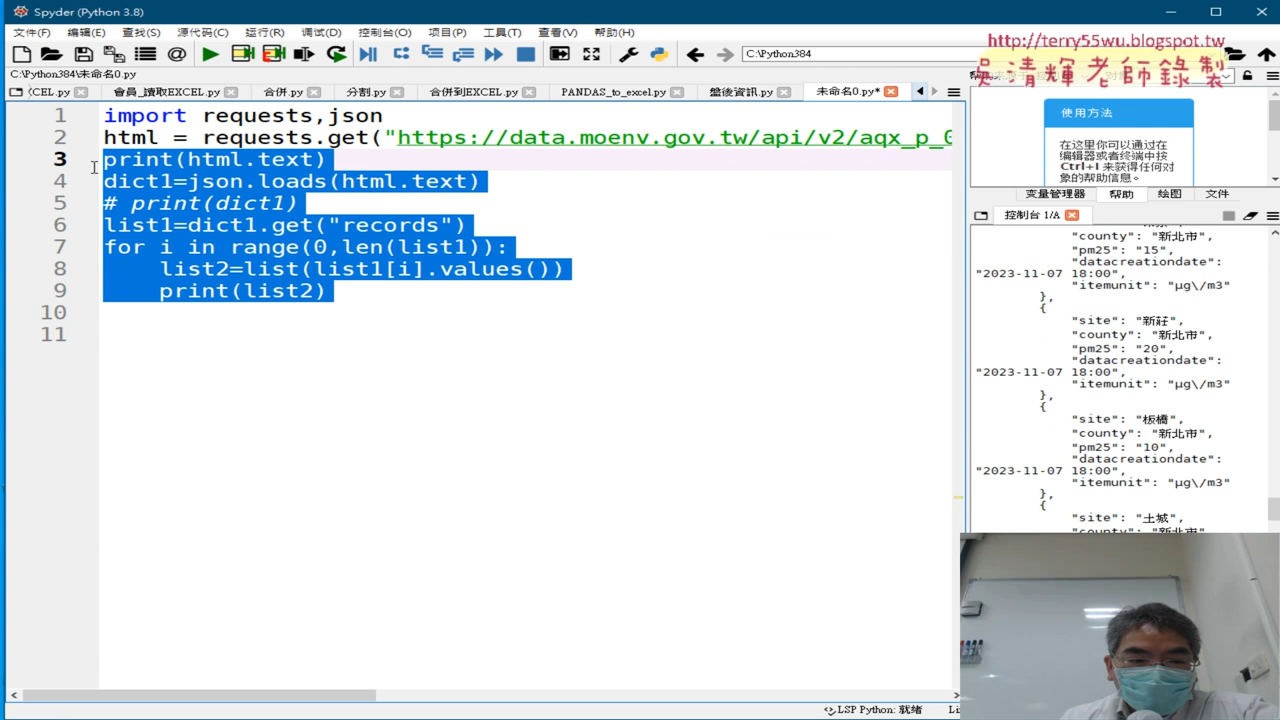 Spyder (Python 3.8)
文件(F) 编辑(E) 查找(S) 源代码(C) 运行(R) 调试(D) 控制台(O) 项目(P) 工具(T) 查看(V) 帮助(H)
http://terry55wu.blogspot.tw
吳清輝老師錄製
C:\Python384
C:\Python384\未命名0.py
CEL.py 會員_讀取EXCEL.py 合併.py 分割.py 合併到EXCEL.py PANDAS_to_excel.py 盤後資訊.py 未命名0.py*
1 import requests,json
2 html = requests.get("https://data.moenv.gov.tw/api/v2/aqx_p_0
3 print(html.text)
4 dict1=json.loads(html.text)
5 # print(dict1)
6 list1=dict1.get("records")
7 for i in range(0,len(list1)):
8 list2=list(list1[i].values())
9 print(list2)
10
11
使用方法
在这里你可以通过在
编辑器或者终端中按
Ctrl+I 来获得任何对
象的帮助信息。
变量管理器 帮助 绘图 文件
控制台 1/A
"county": "新北市",
"pm25": "15",
"datacreationdate":
"2023-11-07 18:00",
"itemunit": "μg\/m3"
},
{
"site": "新莊",
"county": "新北市",
"pm25": "20",
"datacreationdate":
"2023-11-07 18:00",
"itemunit": "μg\/m3"
},
{
"site": "板橋",
"county": "新北市",
"pm25": "10",
"datacreationdate":
"2023-11-07 18:00",
"itemunit": "μg\/m3"
},
{
"site": "土城",
"county": "新北市"
LSP Python: 就绪